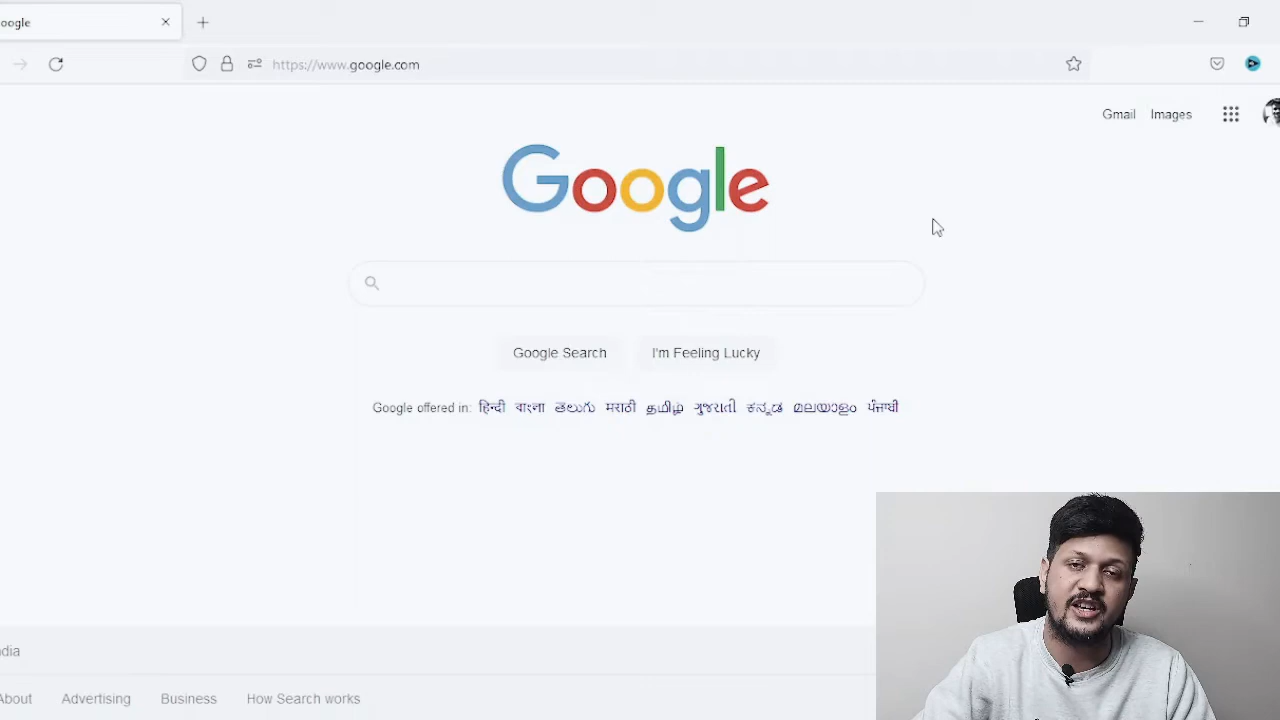 oogle
https://www.google.com
Gmail Images
Google
Google Search I'm Feeling Lucky
Google offered in: हिन्दी বাংলা తెలుగు मराठी தமிழ் ગુજરાતી ಕನ್ನಡ മലയാളം ਪੰਜਾਬੀ
ndia
About Advertising Business How Search works